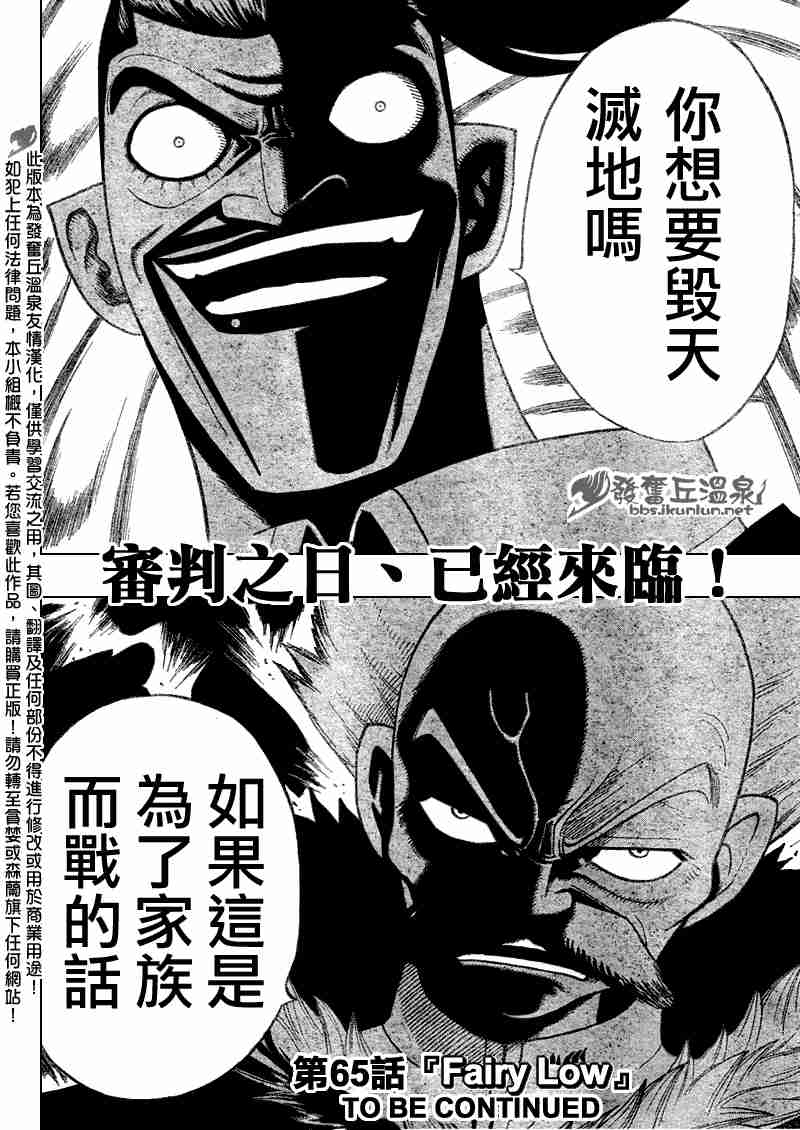 你想要毀天
滅地嗎
發奮丘溫泉
bbs.ikunlun.net
審判之日、已經來臨！
如果這是
為了家族
而戰的話
第65話『Fairy Low』
TO BE CONTINUED
此版本為發奮丘溫泉友情漢化，僅供學習交流之用，其圖、翻譯及任何部份不得進行修改或用於商業用途！
如犯上任何法律問題，本小組概不負責。若您喜歡此作品，請購買正版！請勿轉至貪婪或森蘭旗下任何網站！